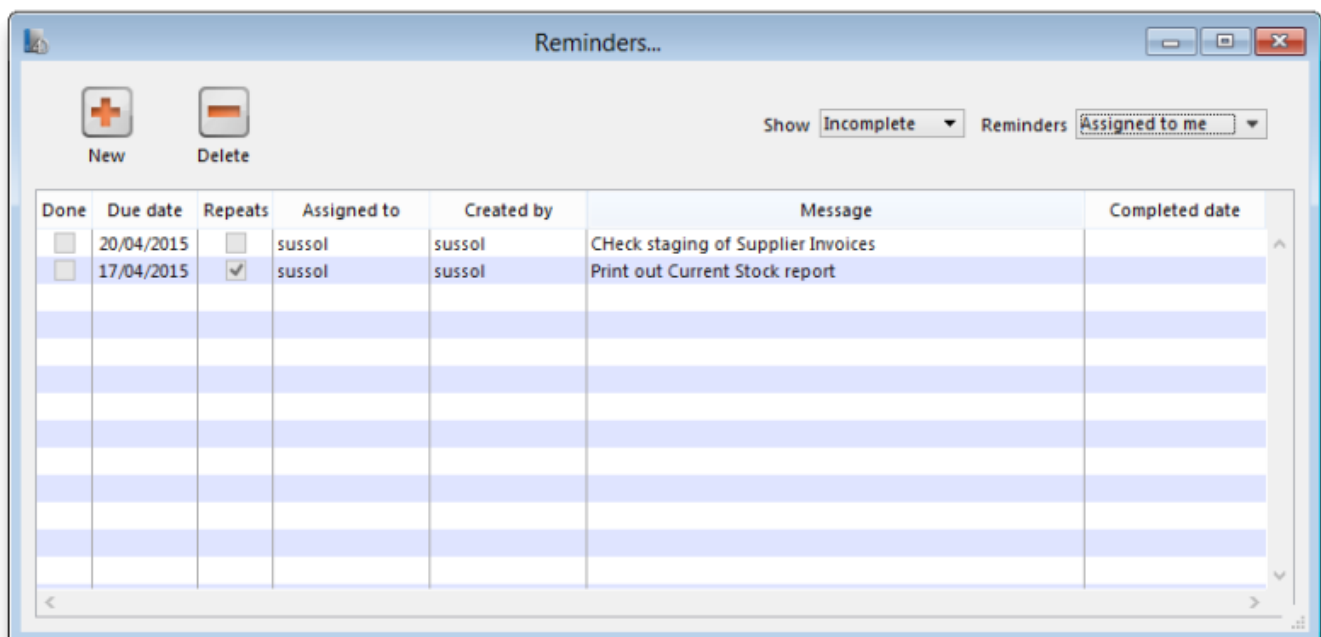 Reminders...
New Delete Show Incomplete Reminders Assigned to me
Done Due date Repeats Assigned to Created by Message Completed date
20/04/2015 sussol sussol CHeck staging of Supplier Invoices
17/04/2015 sussol sussol Print out Current Stock report